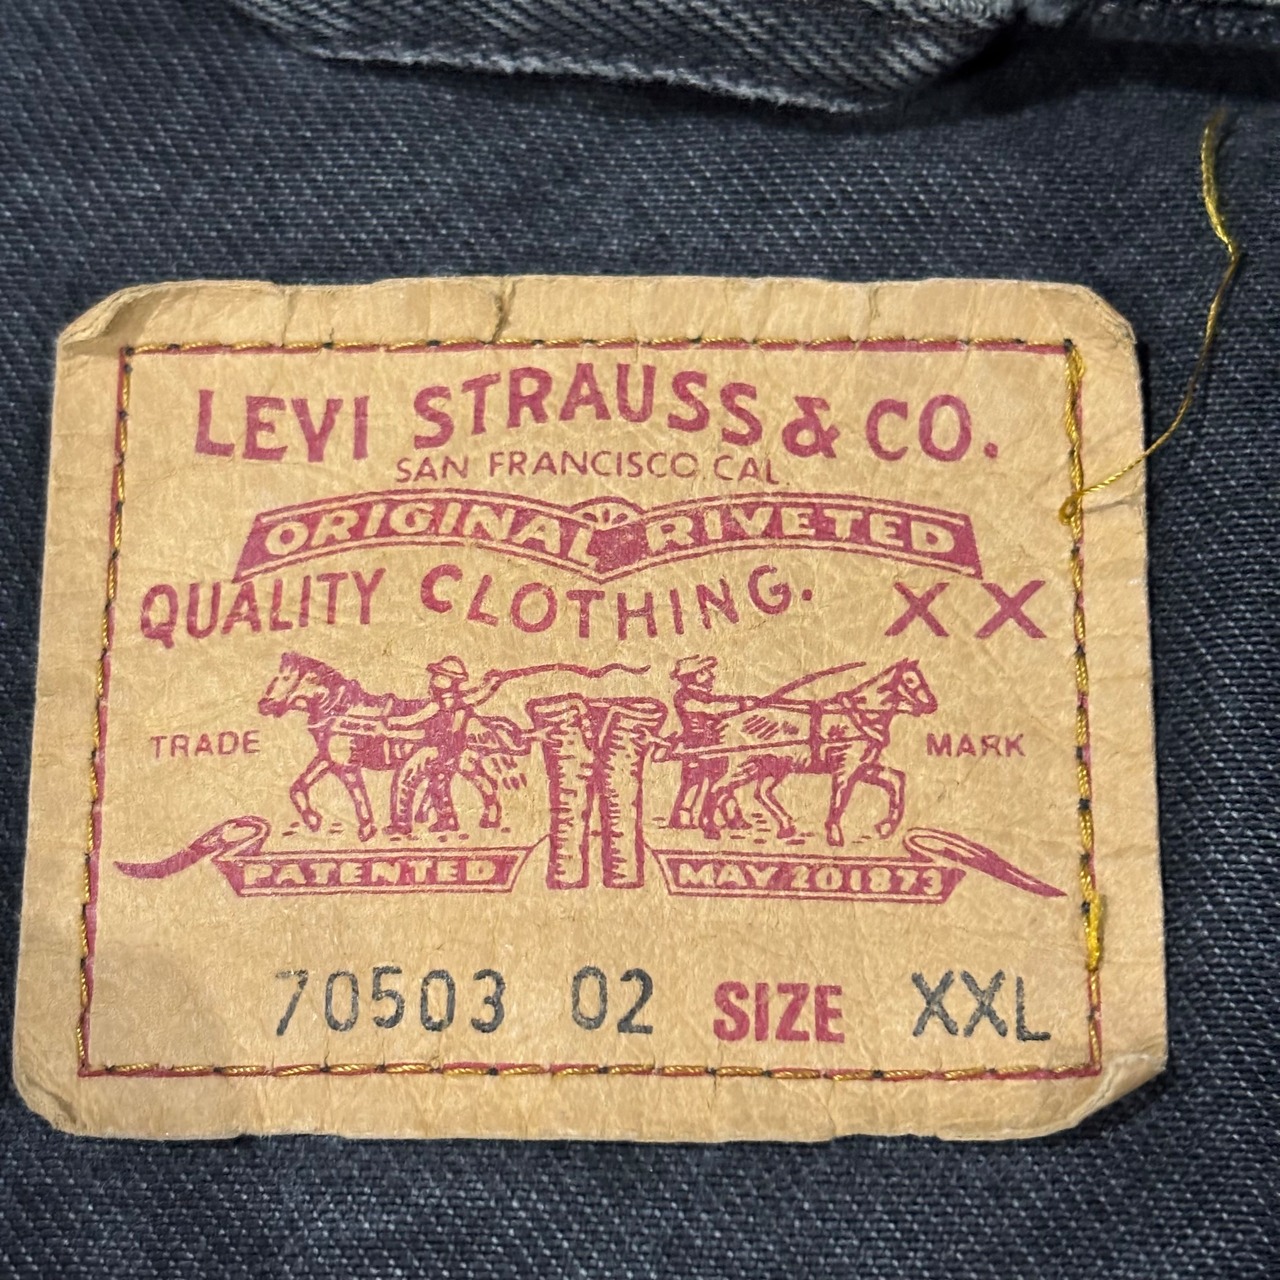 LEVI STRAUSS & CO.
SAN FRANCISCO, CAL.
ORIGINAL RIVETED
QUALITY CLOTHING. XX
TRADE MARK
PATENTED MAY 20 1873
70503 02 SIZE XXL